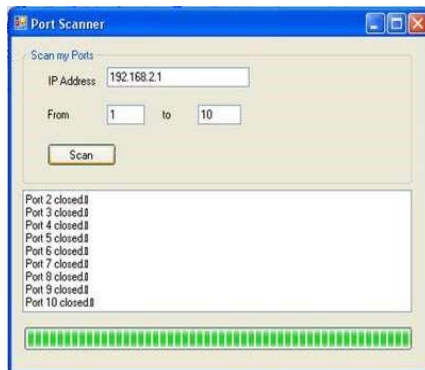 Port Scanner
Scan my Ports
IP Address 192.168.2.1
From 1 to 10
Scan
Port 2 closed.▯
Port 3 closed.▯
Port 4 closed.▯
Port 5 closed.▯
Port 6 closed.▯
Port 7 closed.▯
Port 8 closed.▯
Port 9 closed.▯
Port 10 closed.▯